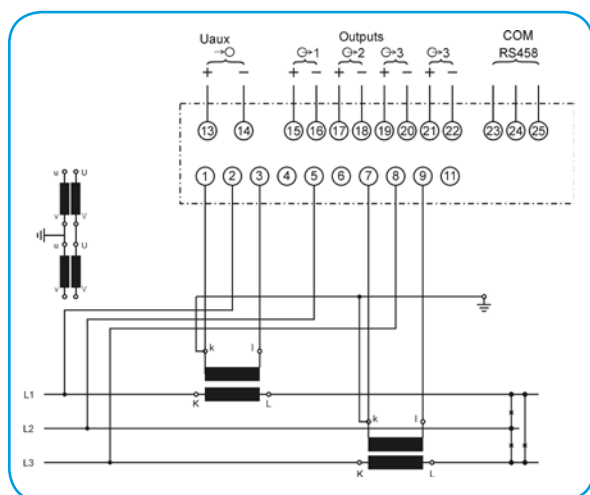 Uaux Outputs COM
1 2 3 3 RS458
+ − + − + − + − + −
13 14 15 16 17 18 19 20 21 22 23 24 25
1 2 3 4 5 6 7 8 9 11
u U
v V
u U
v V
k l
L1 K L
k l
L2
L3 K L